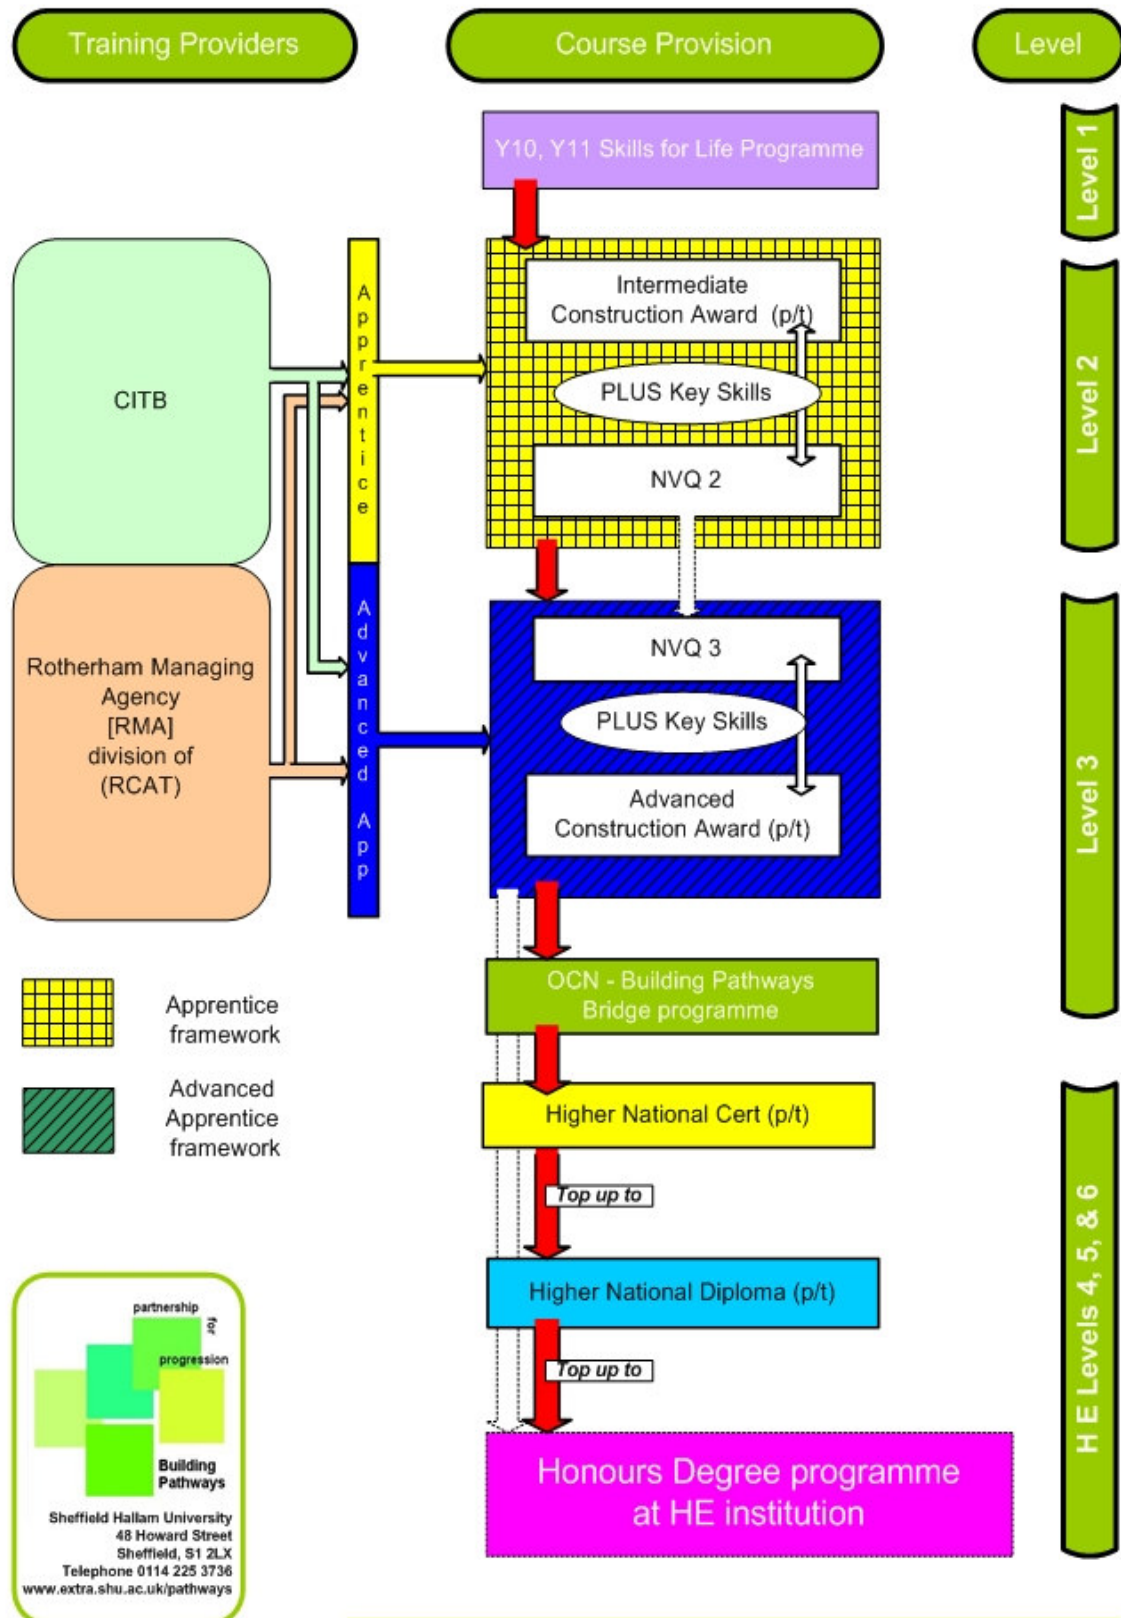 Training Providers
Course Provision
Level
Y10, Y11 Skills for Life Programme
Level 1
CITB
Apprentice
Intermediate
Construction Award (p/t)
PLUS Key Skills
NVQ 2
Level 2
Rotherham Managing
Agency
[RMA]
division of
(RCAT)
Advanced App
NVQ 3
PLUS Key Skills
Advanced
Construction Award (p/t)
Level 3
OCN - Building Pathways
Bridge programme
Apprentice
framework
Advanced
Apprentice
framework
Higher National Cert (p/t)
Top up to
Higher National Diploma (p/t)
Top up to
Honours Degree programme
at HE institution
H E Levels 4, 5, & 6
partnership
for
progression
Building
Pathways
Sheffield Hallam University
48 Howard Street
Sheffield, S1 2LX
Telephone 0114 225 3736
www.extra.shu.ac.uk/pathways